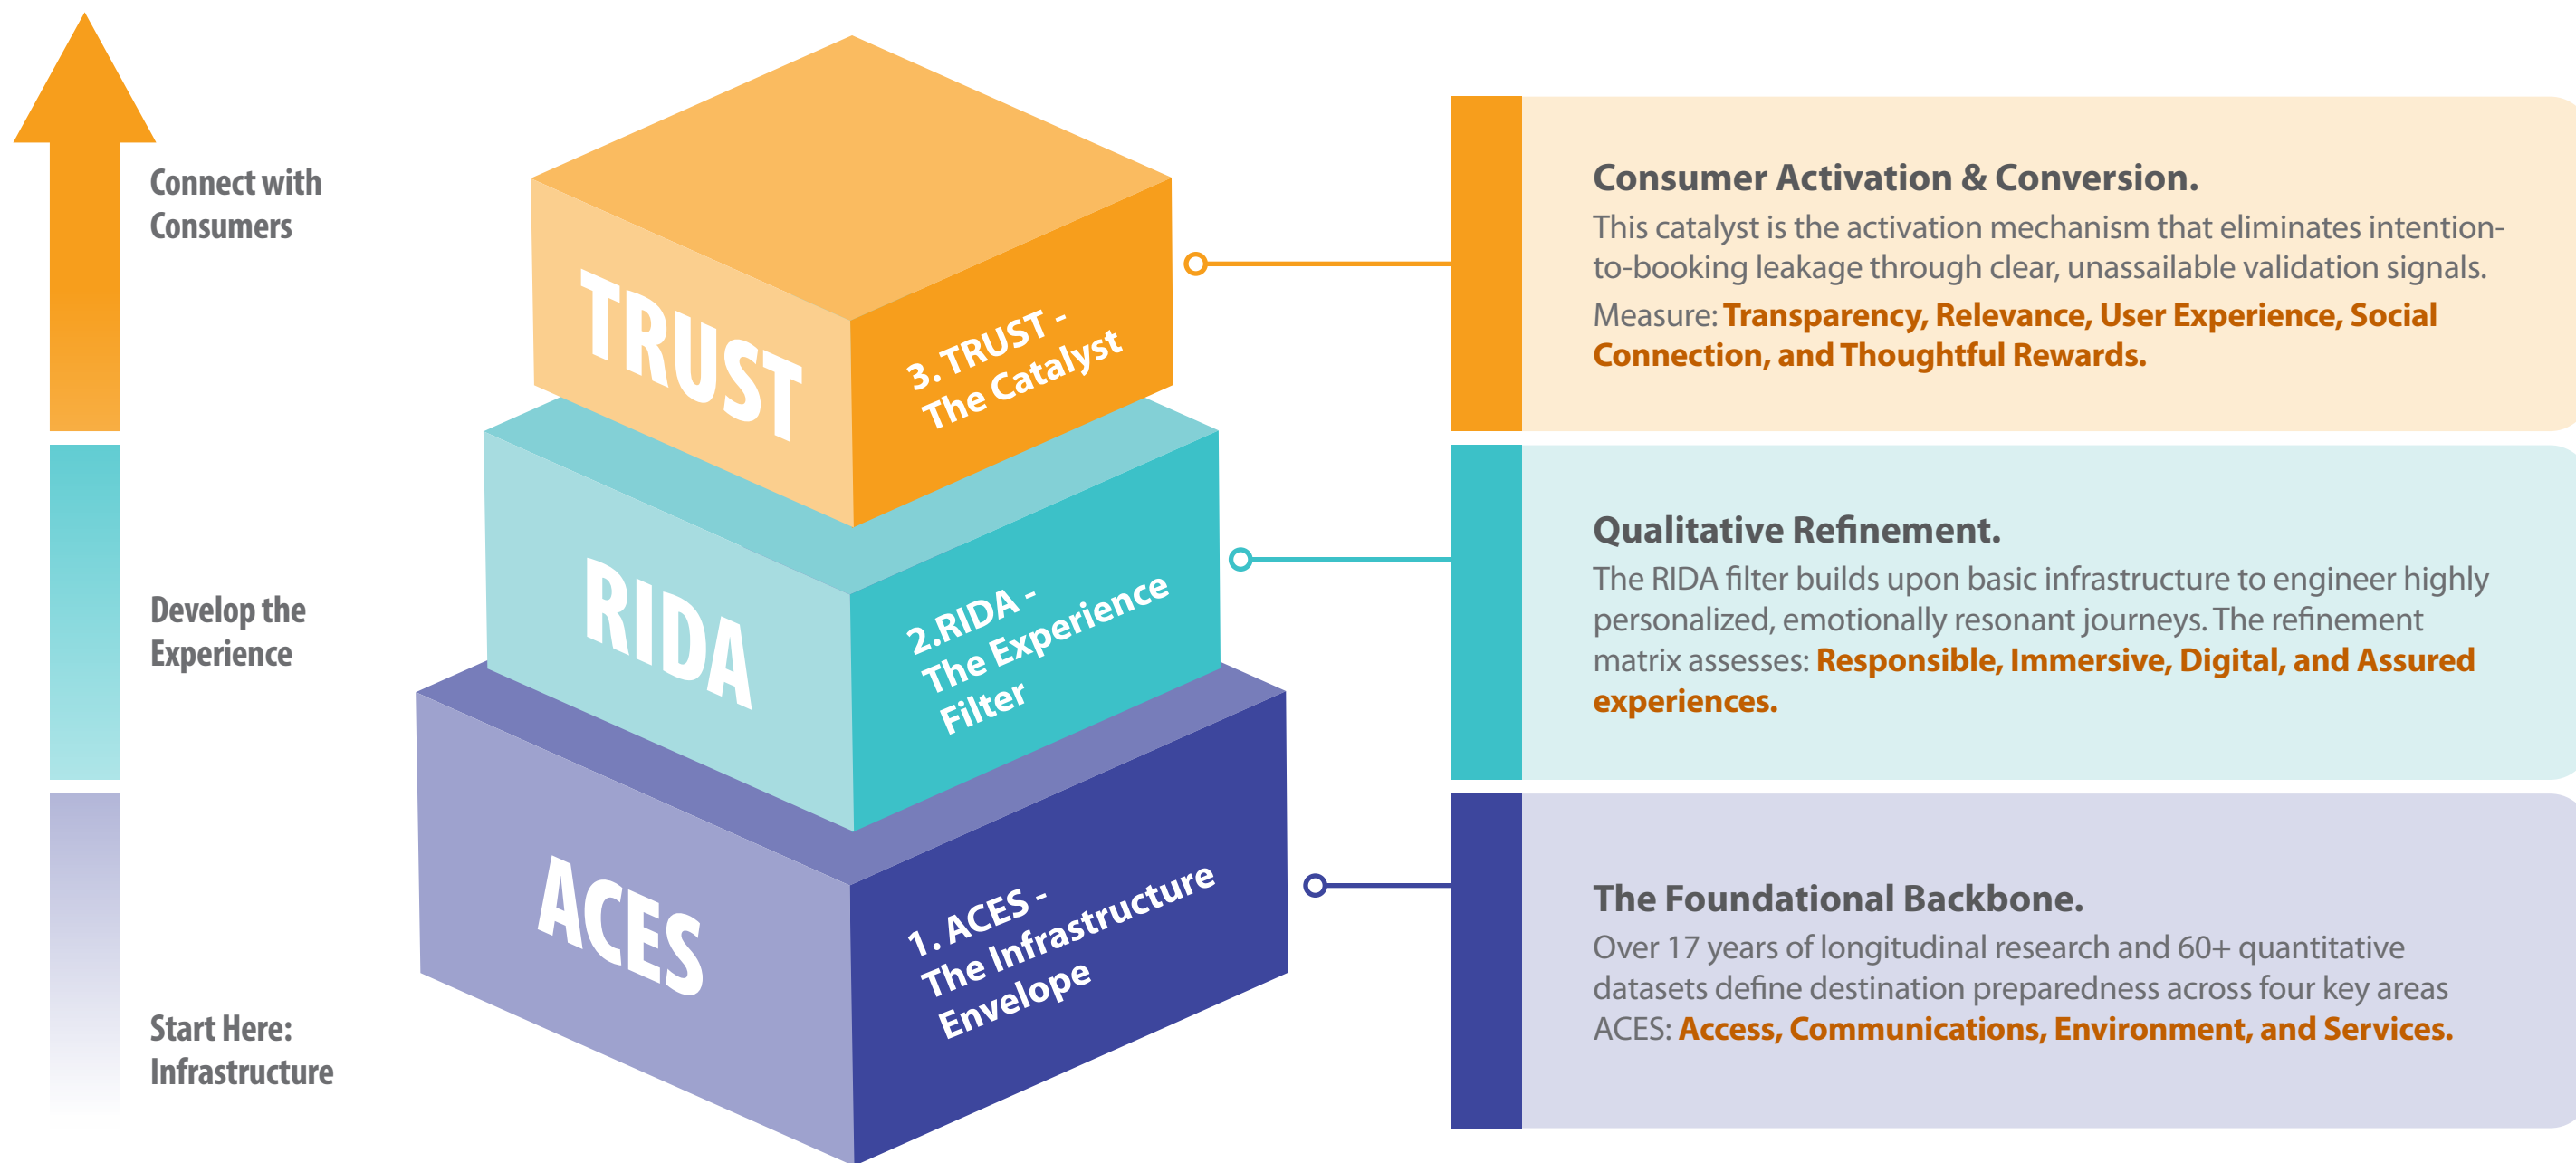 Connect with
Consumers
Develop the
Experience
Start Here:
Infrastructure
TRUST
3. TRUST -
The Catalyst
RIDA
2.RIDA -
The Experience
Filter
ACES
1. ACES -
The Infrastructure
Envelope
Consumer Activation & Conversion.
This catalyst is the activation mechanism that eliminates intention-
to-booking leakage through clear, unassailable validation signals.
Measure: Transparency, Relevance, User Experience, Social
Connection, and Thoughtful Rewards.
Qualitative Refinement.
The RIDA filter builds upon basic infrastructure to engineer highly
personalized, emotionally resonant journeys. The refinement
matrix assesses: Responsible, Immersive, Digital, and Assured
experiences.
The Foundational Backbone.
Over 17 years of longitudinal research and 60+ quantitative
datasets define destination preparedness across four key areas
ACES: Access, Communications, Environment, and Services.